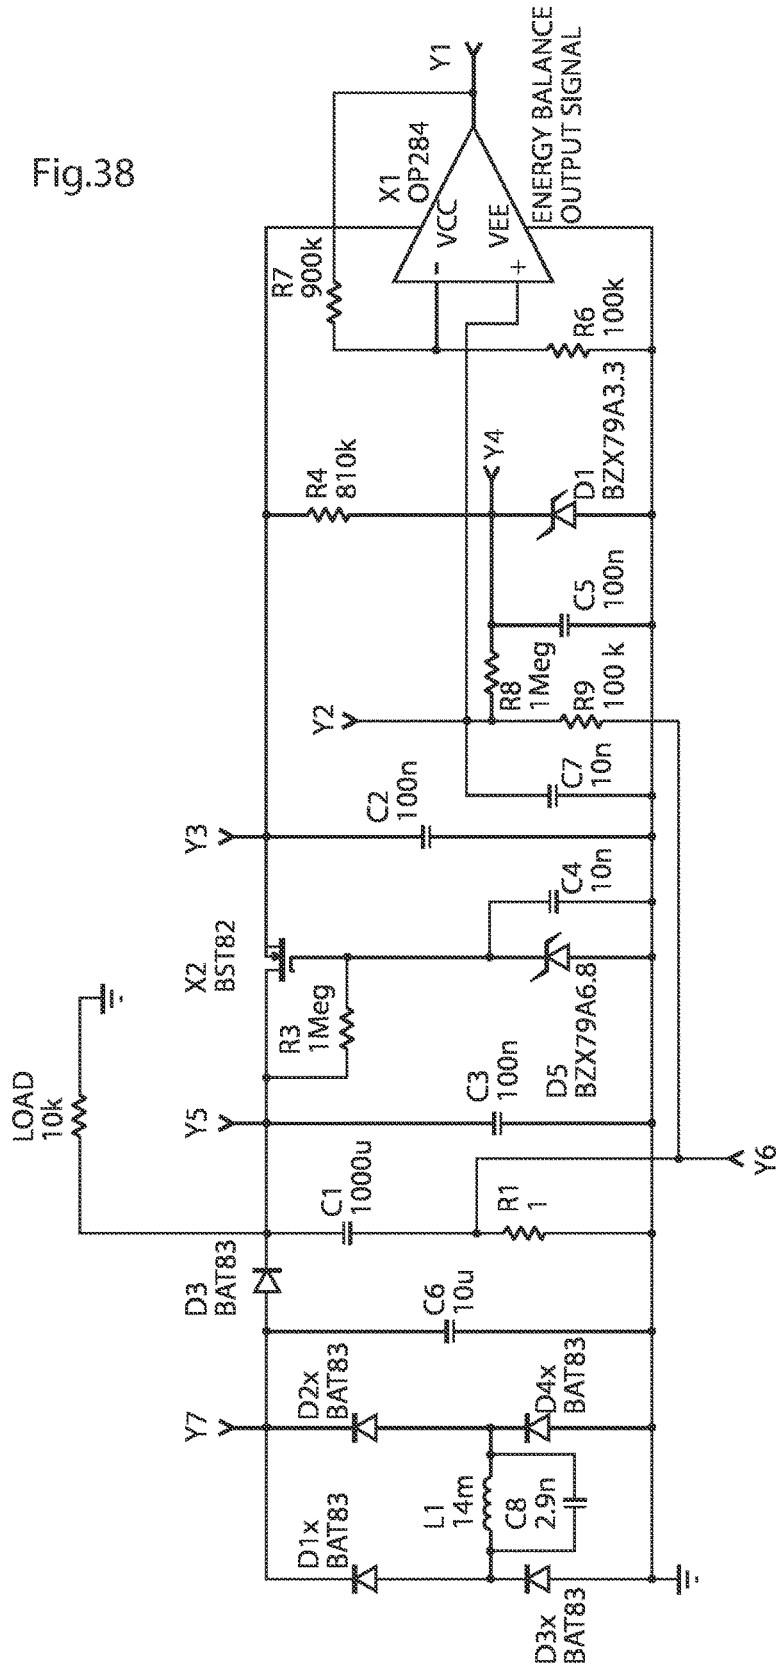 Fig.38
LOAD
10k
Y7
D1x
BAT83
D2x
BAT83
L1
14m
C8
2.9n
D3x
BAT83
D4x
BAT83
C6
10u
D3
BAT83
C1
1000u
R1
1
Y5
C3
100n
Y6
R3
1Meg
X2
BST82
D5
BZX79A6.8
C4
10n
Y3
C2
100n
C7
10n
Y2
R8
1Meg
R9
100 k
C5
100n
R4
810k
Y4
D1
BZX79A3.3
R7
900k
R6
100k
X1
OP284
VCC
VEE
-
+
Y1
ENERGY BALANCE
OUTPUT SIGNAL